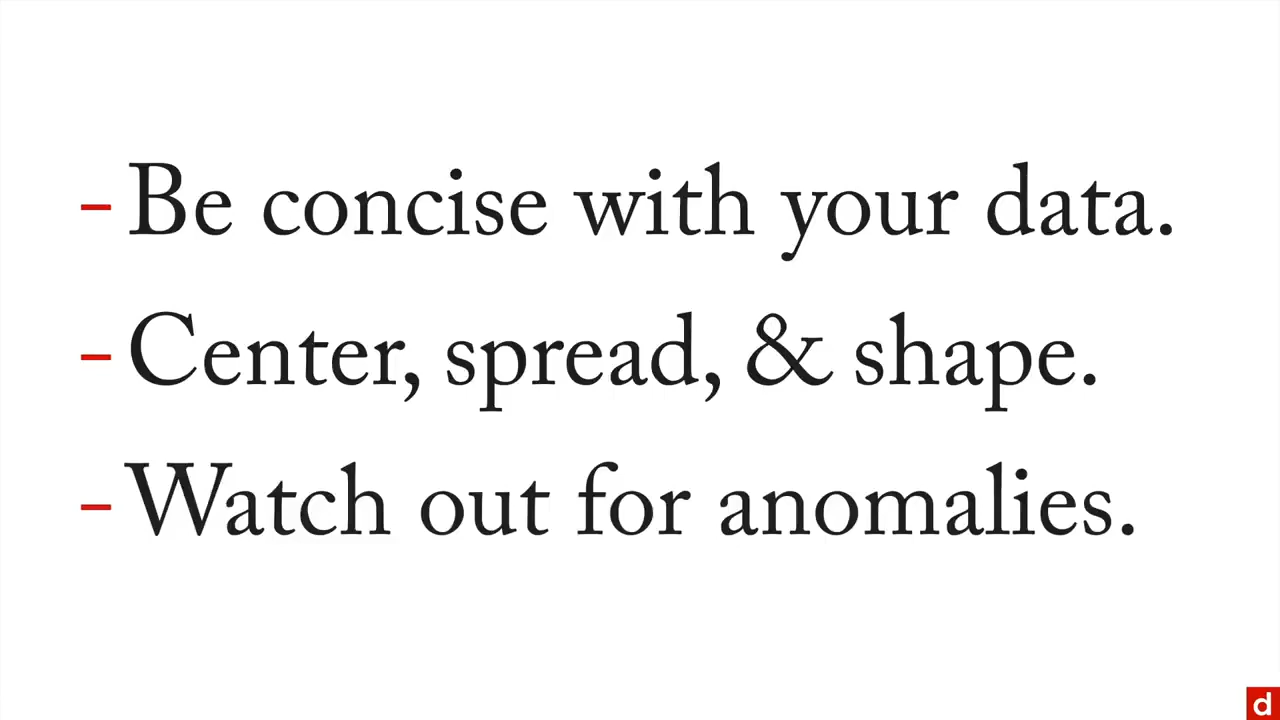 - Be concise with your data.
- Center, spread, & shape.
- Watch out for anomalies.
d